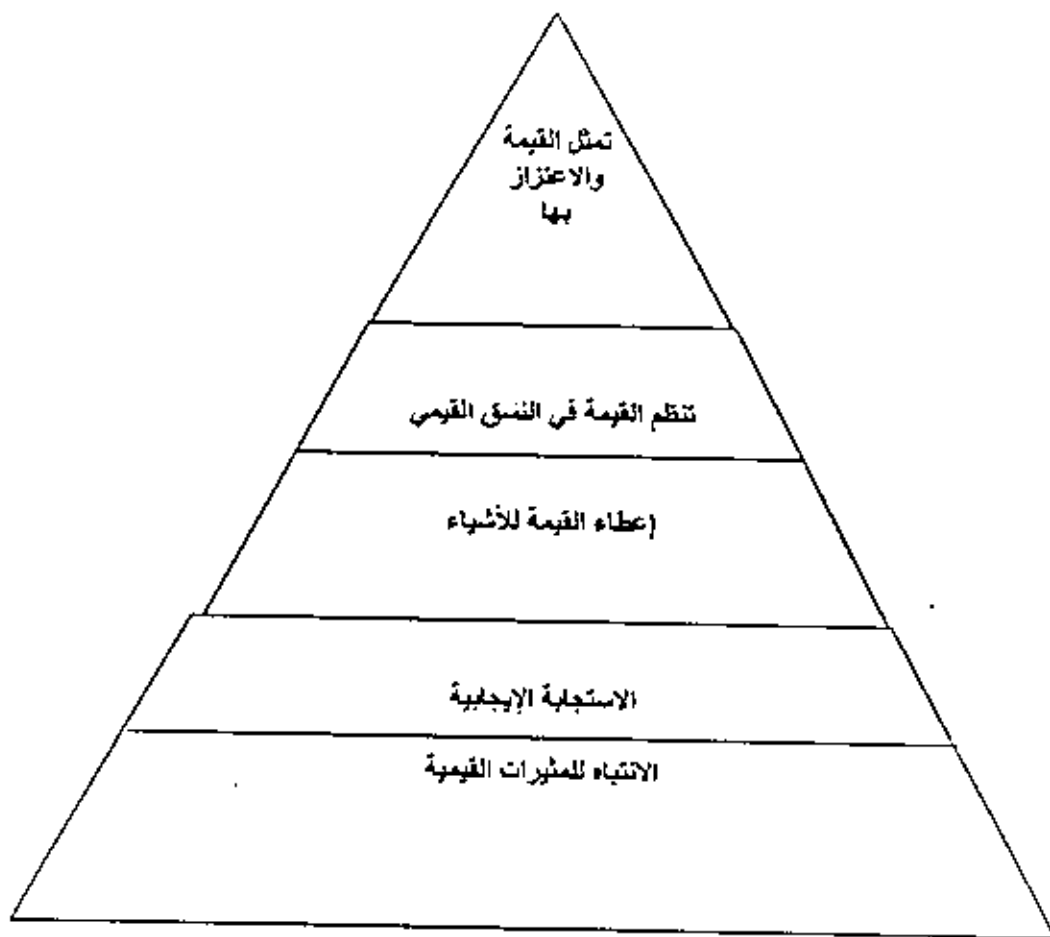 تمثل القيمة
والاعتزاز
بها
تنظم القيمة في النسق القيمي
إعطاء القيمة للأشياء
الاستجابة الإيجابية
الانتباه للمثيرات القيمية